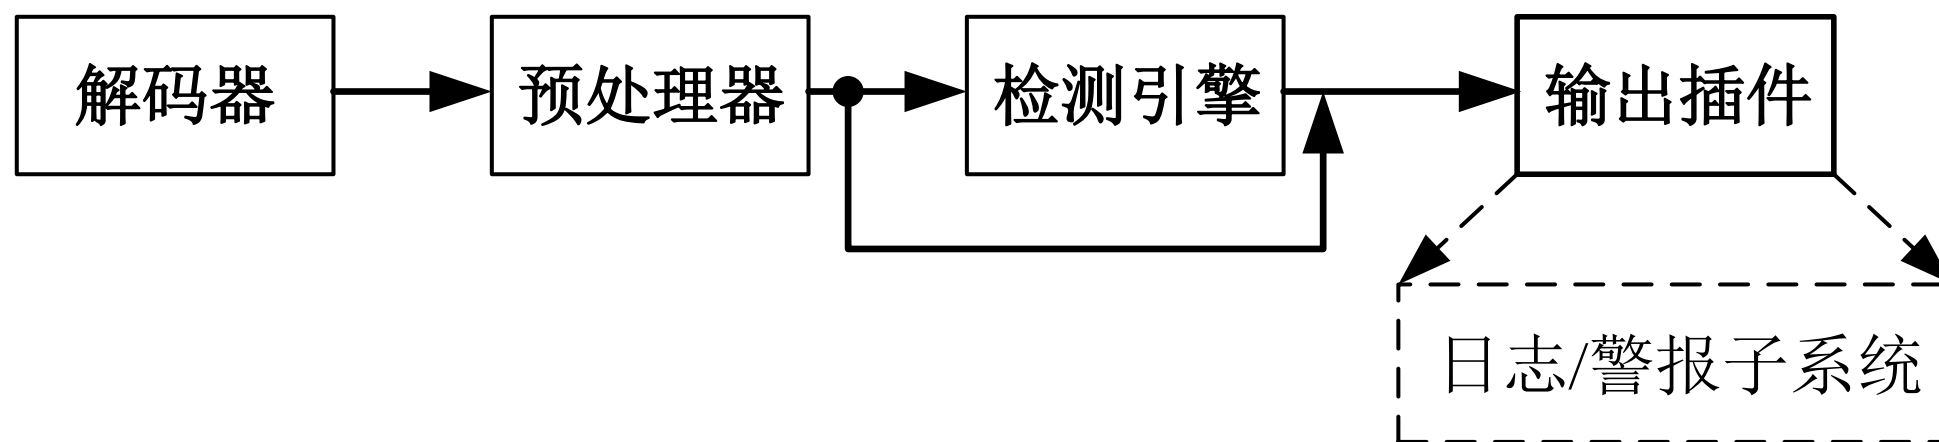 解码器
预处理器
检测引擎
输出插件
日志/警报子系统